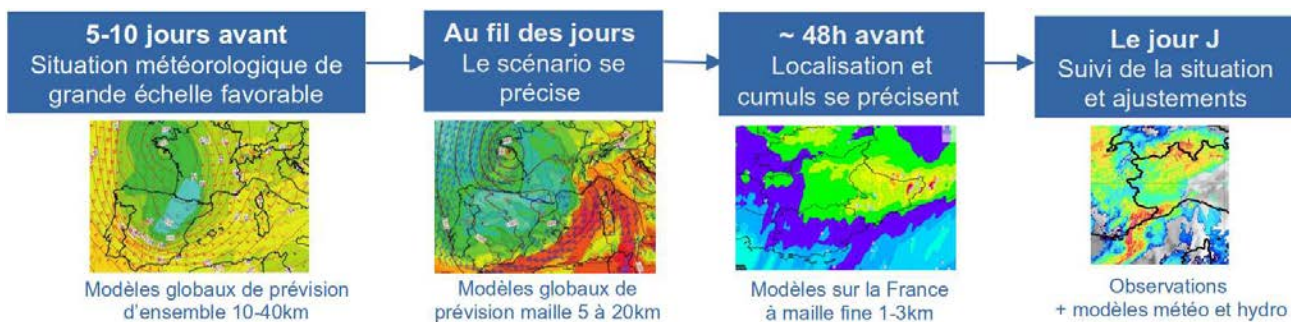 5-10 jours avant
Situation météorologique de
grande échelle favorable
Au fil des jours
Le scénario se
précise
~ 48h avant
Localisation et
cumuls se précisent
Le jour J
Suivi de la situation
et ajustements
Modèles globaux de prévision
d'ensemble 10-40km
Modèles globaux de
prévision maille 5 à 20km
Modèles sur la France
à maille fine 1-3km
Observations
+ modèles météo et hydro